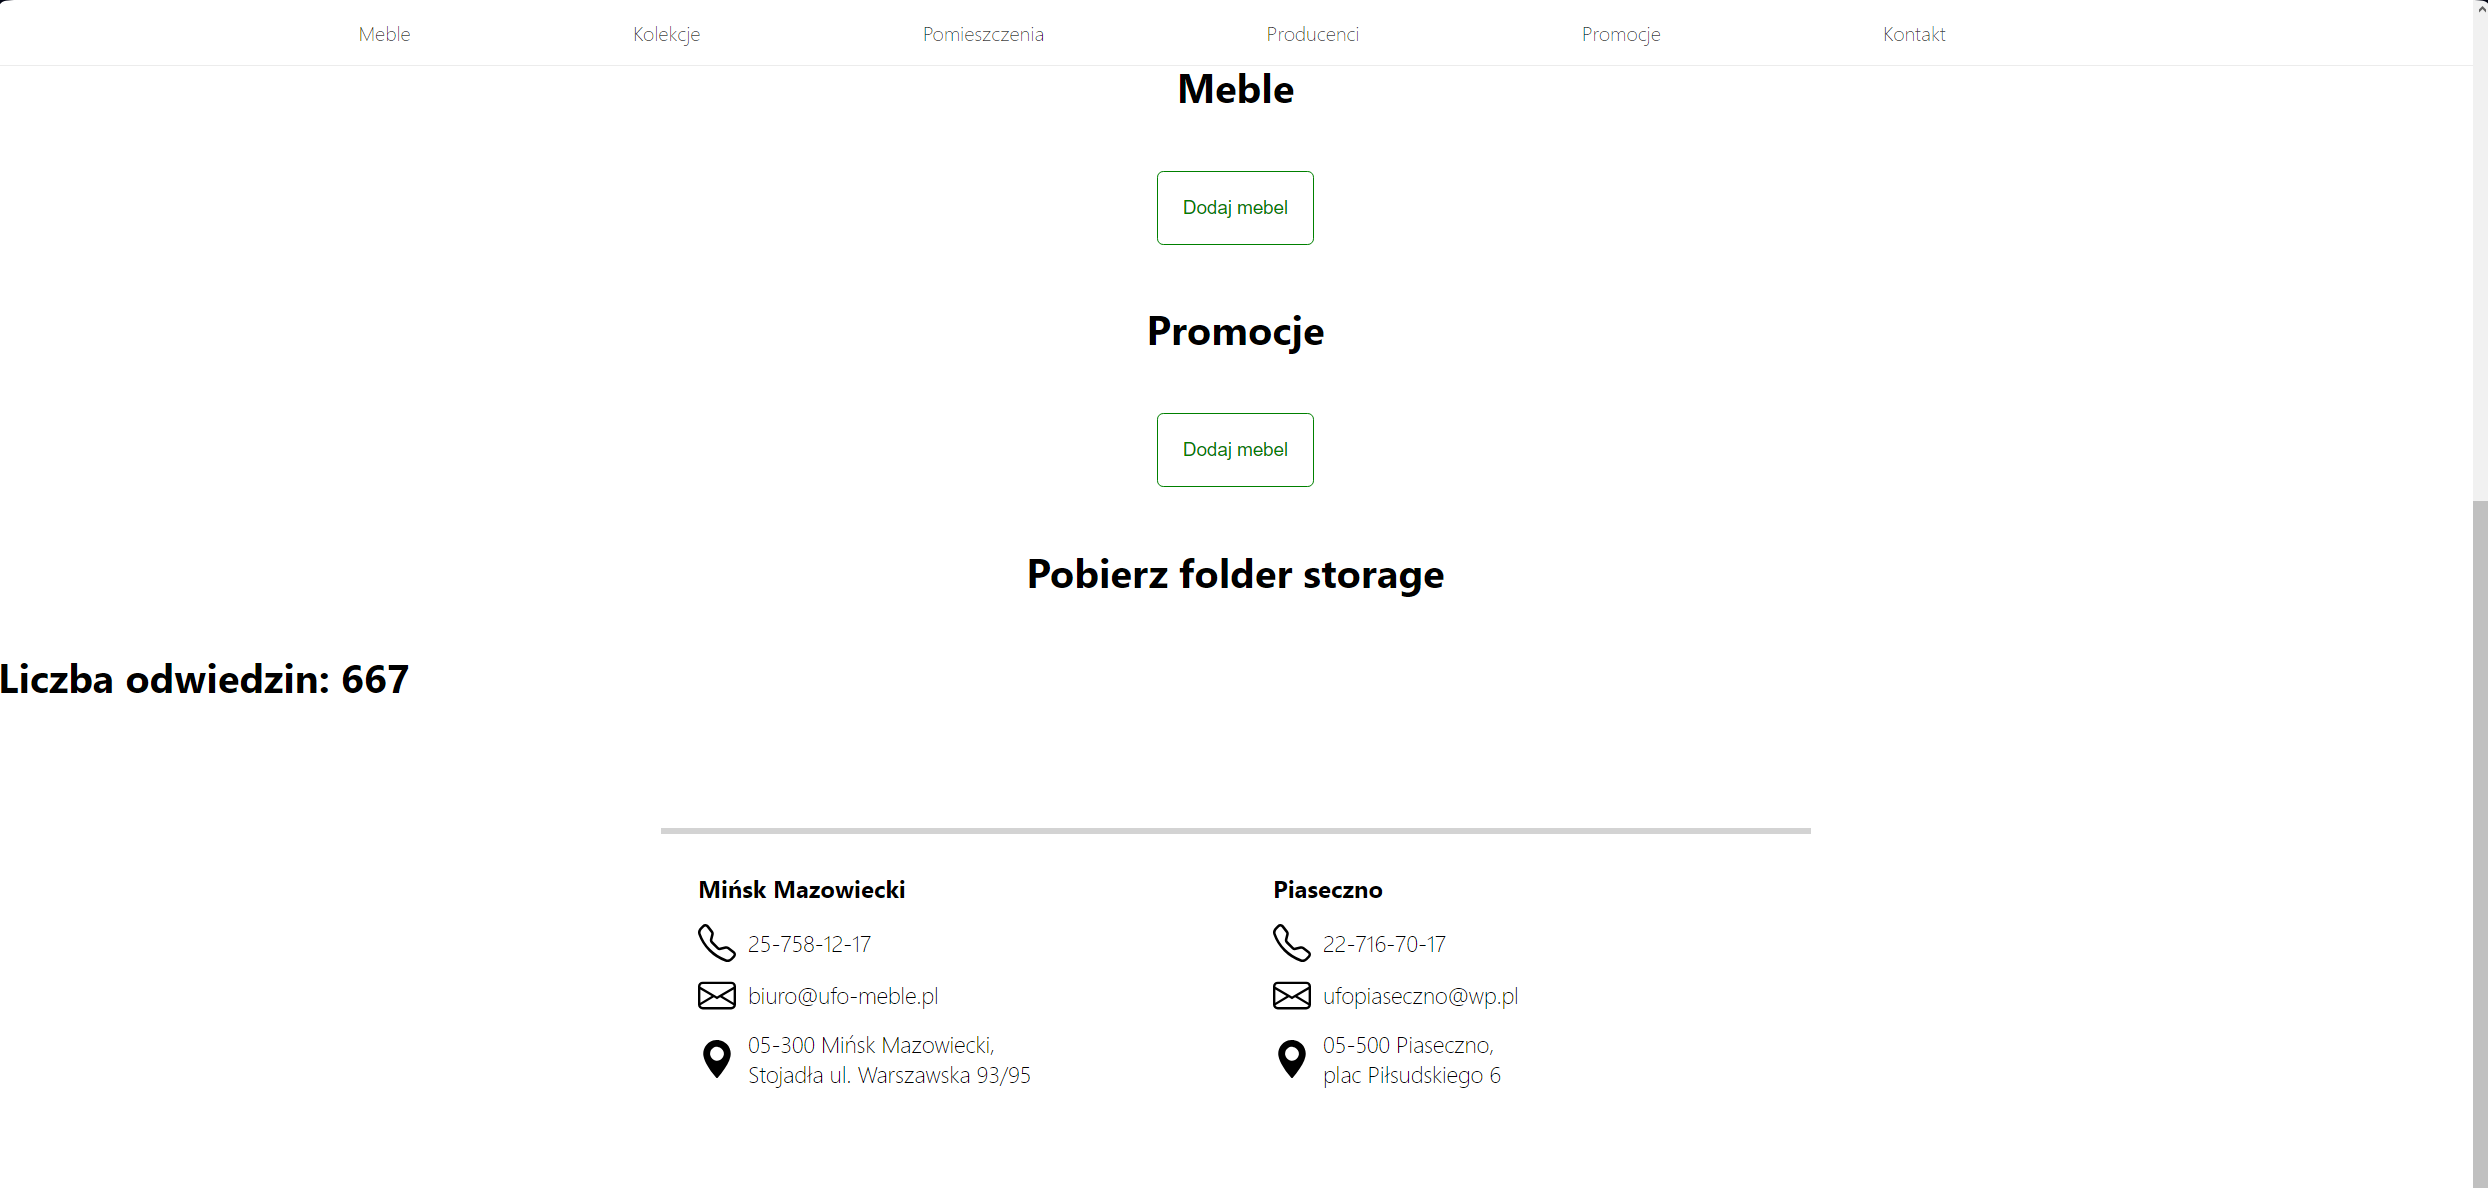 Meble
Kolekcje
Pomieszczenia
Producenci
Promocje
Kontakt
Meble
Dodaj mebel
Promocje
Dodaj mebel
Pobierz folder storage
Liczba odwiedzin: 667
Mińsk Mazowiecki
25-758-12-17
biuro@ufo-meble.pl
05-300 Mińsk Mazowiecki,
Stojadła ul. Warszawska 93/95
Piaseczno
22-716-70-17
ufopiaseczno@wp.pl
05-500 Piaseczno,
plac Piłsudskiego 6